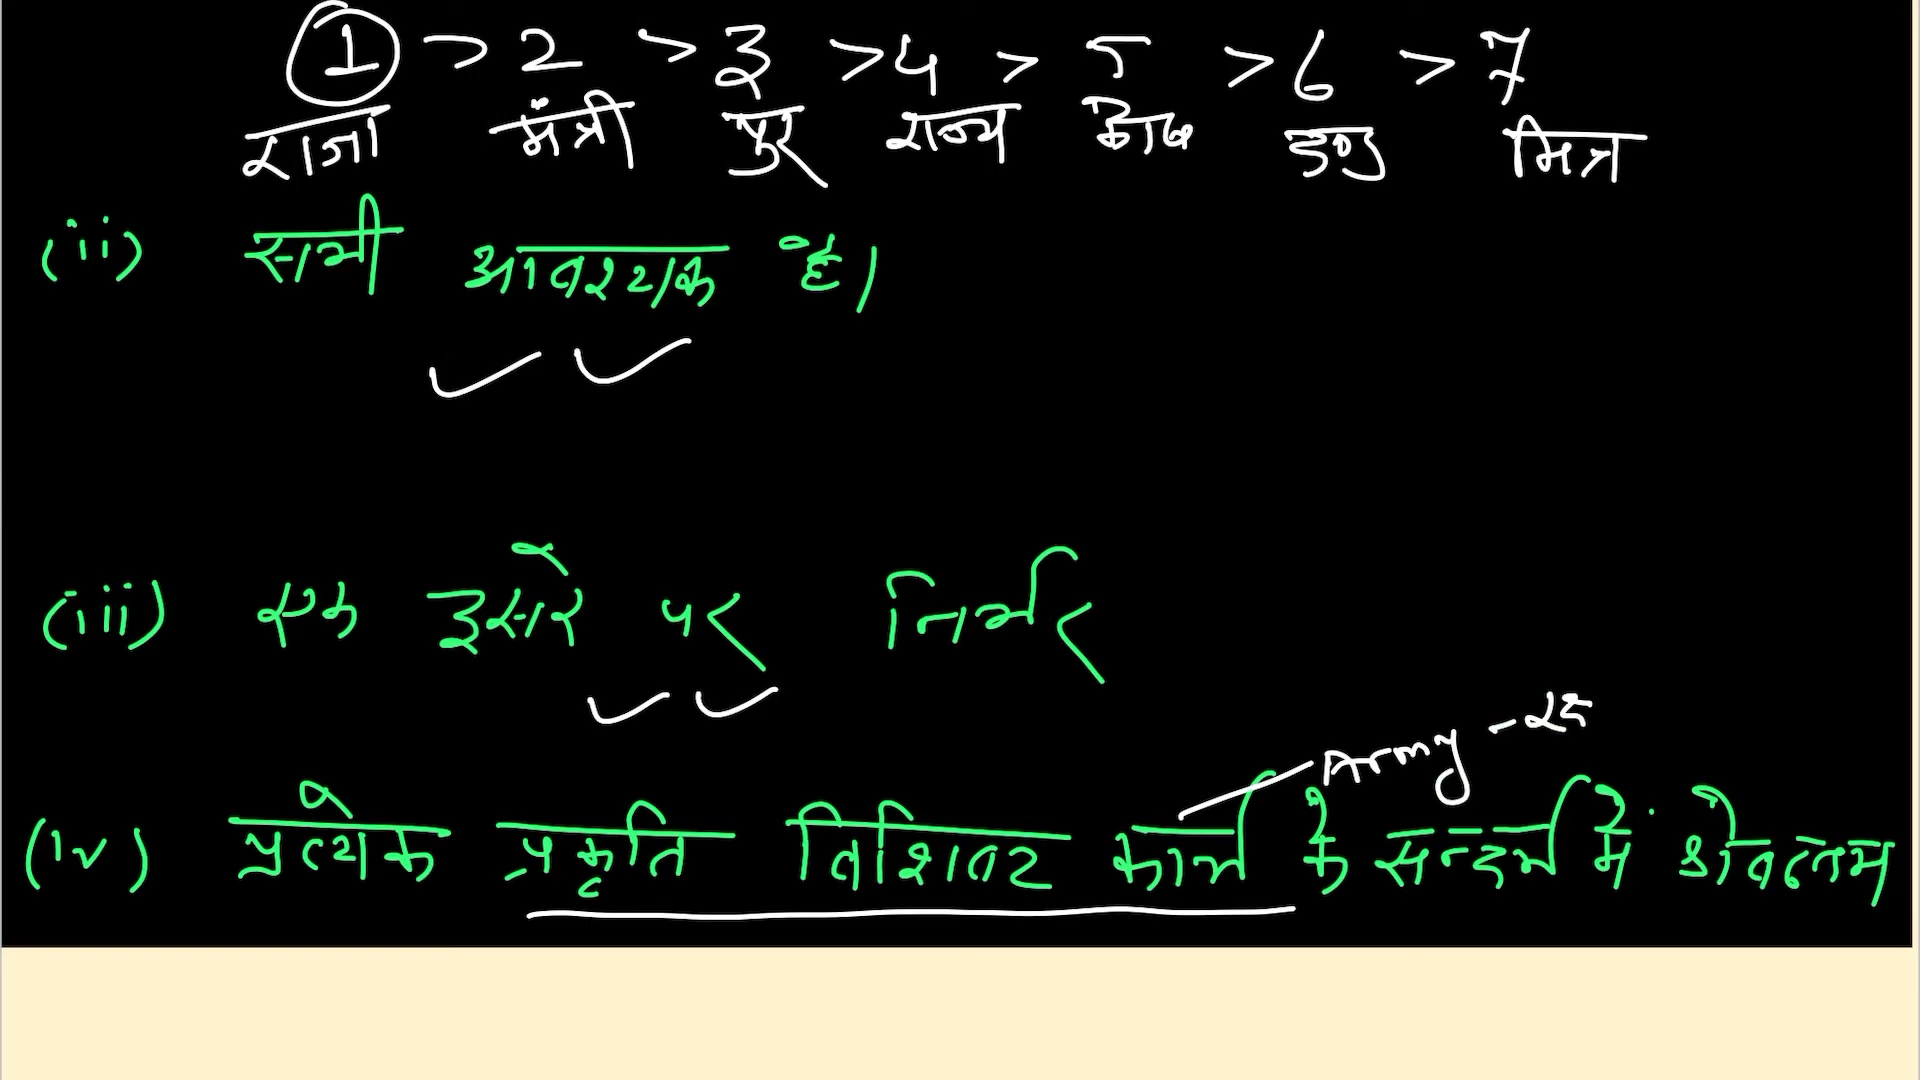 1 > 2 > 3 > 4 > 5 > 6 > 7
राजा मंत्री पुर राज्य कोष दण्ड मित्र
(ii) सभी आवश्यक है।
(iii) एक दूसरे पर निर्भर
Army - रक्षा
(iv) प्रत्येक प्रकृति विशिष्ट कार्य के सन्दर्भ में श्रेष्ठतम